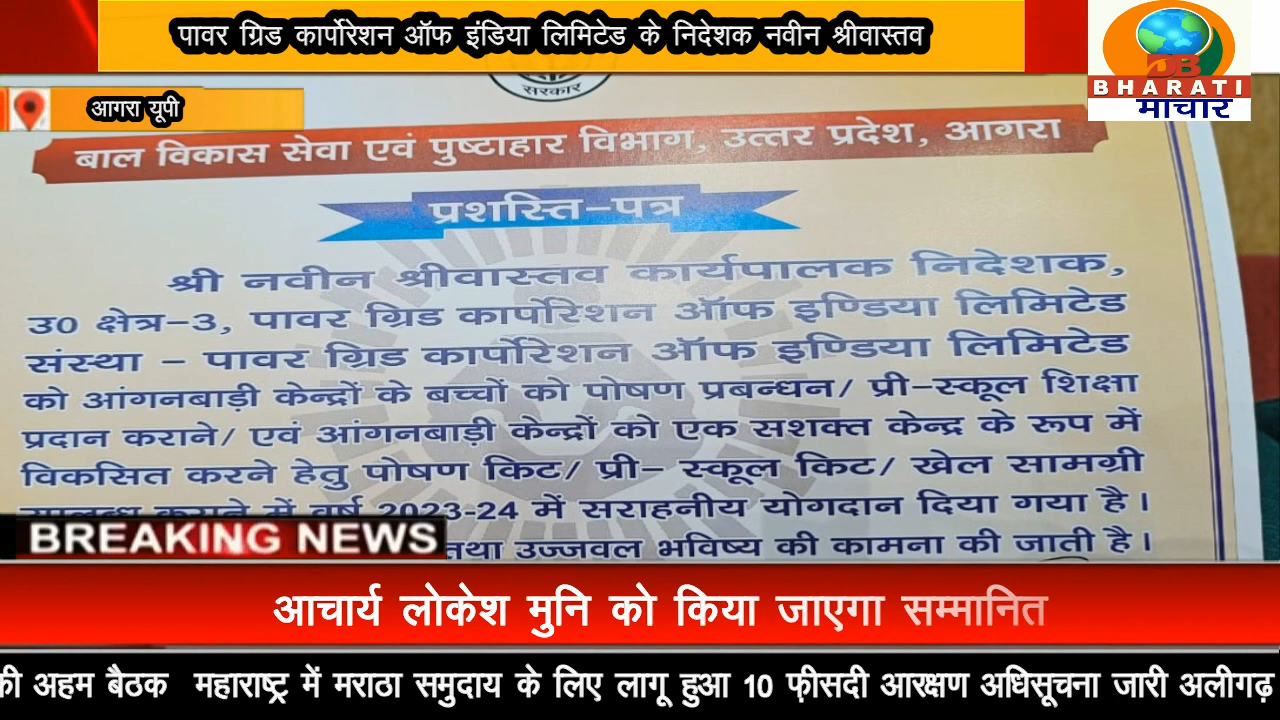 पावर ग्रिड कार्पोरेशन ऑफ इंडिया लिमिटेड के निदेशक नवीन श्रीवास्तव
BHARATI
माचार
आगरा यूपी
सरकार
बाल विकास सेवा एवं पुष्टाहार विभाग, उत्तर प्रदेश, आगरा
प्रशस्ति-पत्र
श्री नवीन श्रीवास्तव कार्यपालक निदेशक,
उ0 क्षेत्र-3, पावर ग्रिड कार्पोरेशन ऑफ इण्डिया लिमिटेड
संस्था - पावर ग्रिड कार्पोरेशन ऑफ इण्डिया लिमिटेड
को आंगनबाड़ी केन्द्रों के बच्चों को पोषण प्रबन्धन/ प्री-स्कूल शिक्षा
प्रदान कराने/ एवं आंगनबाड़ी केन्द्रों को एक सशक्त केन्द्र के रूप में
विकसित करने हेतु पोषण किट/ प्री- स्कूल किट/ खेल सामग्री
में वर्ष 2023-24 में सराहनीय योगदान दिया गया है।
तथा उज्जवल भविष्य की कामना की जाती है।
BREAKING NEWS
आचार्य लोकेश मुनि को किया जाएगा सम्मानित
की अहम बैठक महाराष्ट्र में मराठा समुदाय के लिए लागू हुआ 10 फ़ीसदी आरक्षण अधिसूचना जारी अलीगढ़